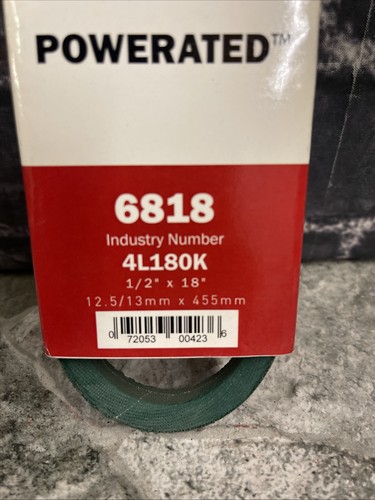 POWERATED™
6818
Industry Number
4L180K
1/2" x 18"
12.5/13mm x 455mm
0 72053 00423 6